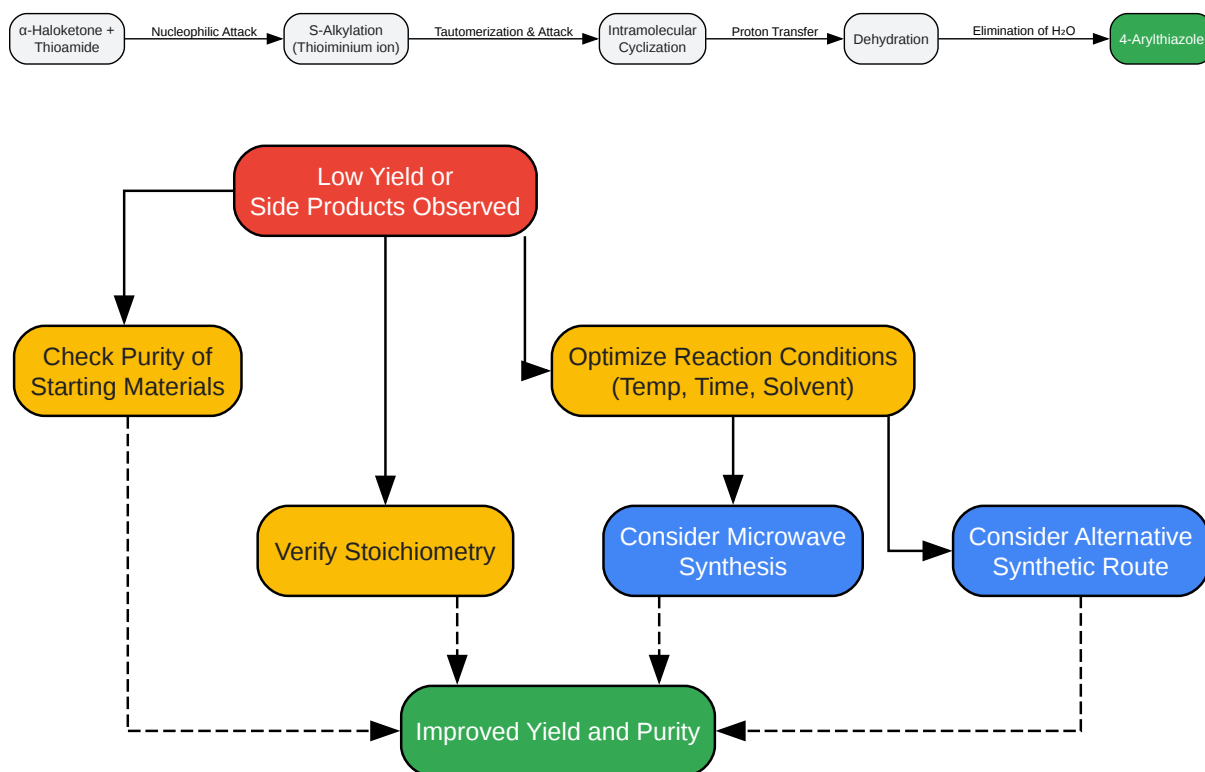 α-Haloketone +
Thioamide
Nucleophilic Attack
S-Alkylation
(Thioiminium ion)
Tautomerization & Attack
Intramolecular
Cyclization
Proton Transfer
Dehydration
Elimination of H₂O
4-Arylthiazole
Low Yield or
Side Products Observed
Check Purity of
Starting Materials
Optimize Reaction Conditions
(Temp, Time, Solvent)
Verify Stoichiometry
Consider Microwave
Synthesis
Consider Alternative
Synthetic Route
Improved Yield and Purity